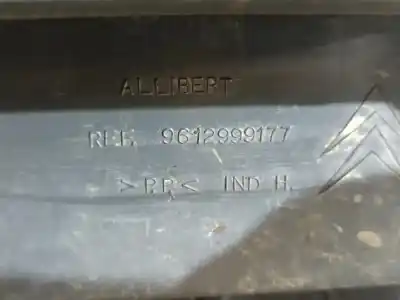 ALLIBERT
REF. 9612999177
>PP< IND H.